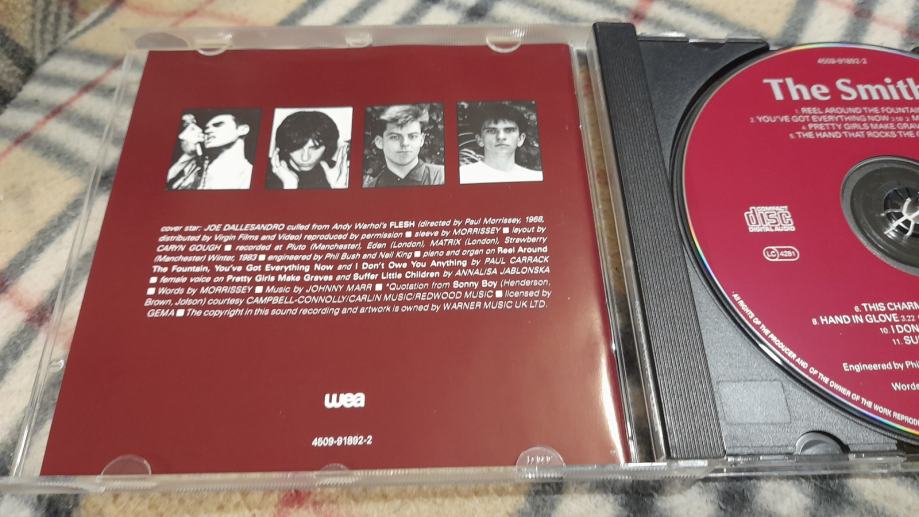 cover star: JOE DALLESANDRO culled from Andy Warhol's FLESH (directed by Paul Morrissey, 1968,
distributed by Virgin Films and Video) reproduced by permission ■ sleeve by MORRISSEY ■ layout by
CARYN GOUGH ■ recorded at Pluto (Manchester), Eden (London), MATRIX (London), Strawberry
(Manchester) Winter, 1983 ■ engineered by Phil Bush and Neil King ■ piano and organ on Reel Around
The Fountain, You've Got Everything Now and I Don't Owe You Anything by PAUL CARRACK
■ female voice on Pretty Girls Make Graves and Suffer Little Children by ANNALISA JABLONSKA
■ Words by MORRISSEY ■ Music by JOHNNY MARR ■ *Quotation from Sonny Boy (Henderson,
Brown, Jolson) courtesy CAMPBELL-CONNOLLY/CARLIN MUSIC/REDWOOD MUSIC ■ licensed by
GEMA ■ The copyright in this sound recording and artwork is owned by WARNER MUSIC UK LTD.
wea
4509-91892-2
4509-91892-2
The Smith
1. REEL AROUND THE FOUNTAI
2. YOU'VE GOT EVERYTHING NOW
4. PRETTY GIRLS MAKE GRA
5. THE HAND THAT ROCKS THE
COMPACT
disc
DIGITAL AUDIO
LC 4281
6. THIS CHARM
8. HAND IN GLOVE 3.22
10. I DON
11. SU
Engineered by Phi
Words
ALL RIGHTS OF THE PRODUCER AND OF THE OWNER OF THE WORK REPRODU